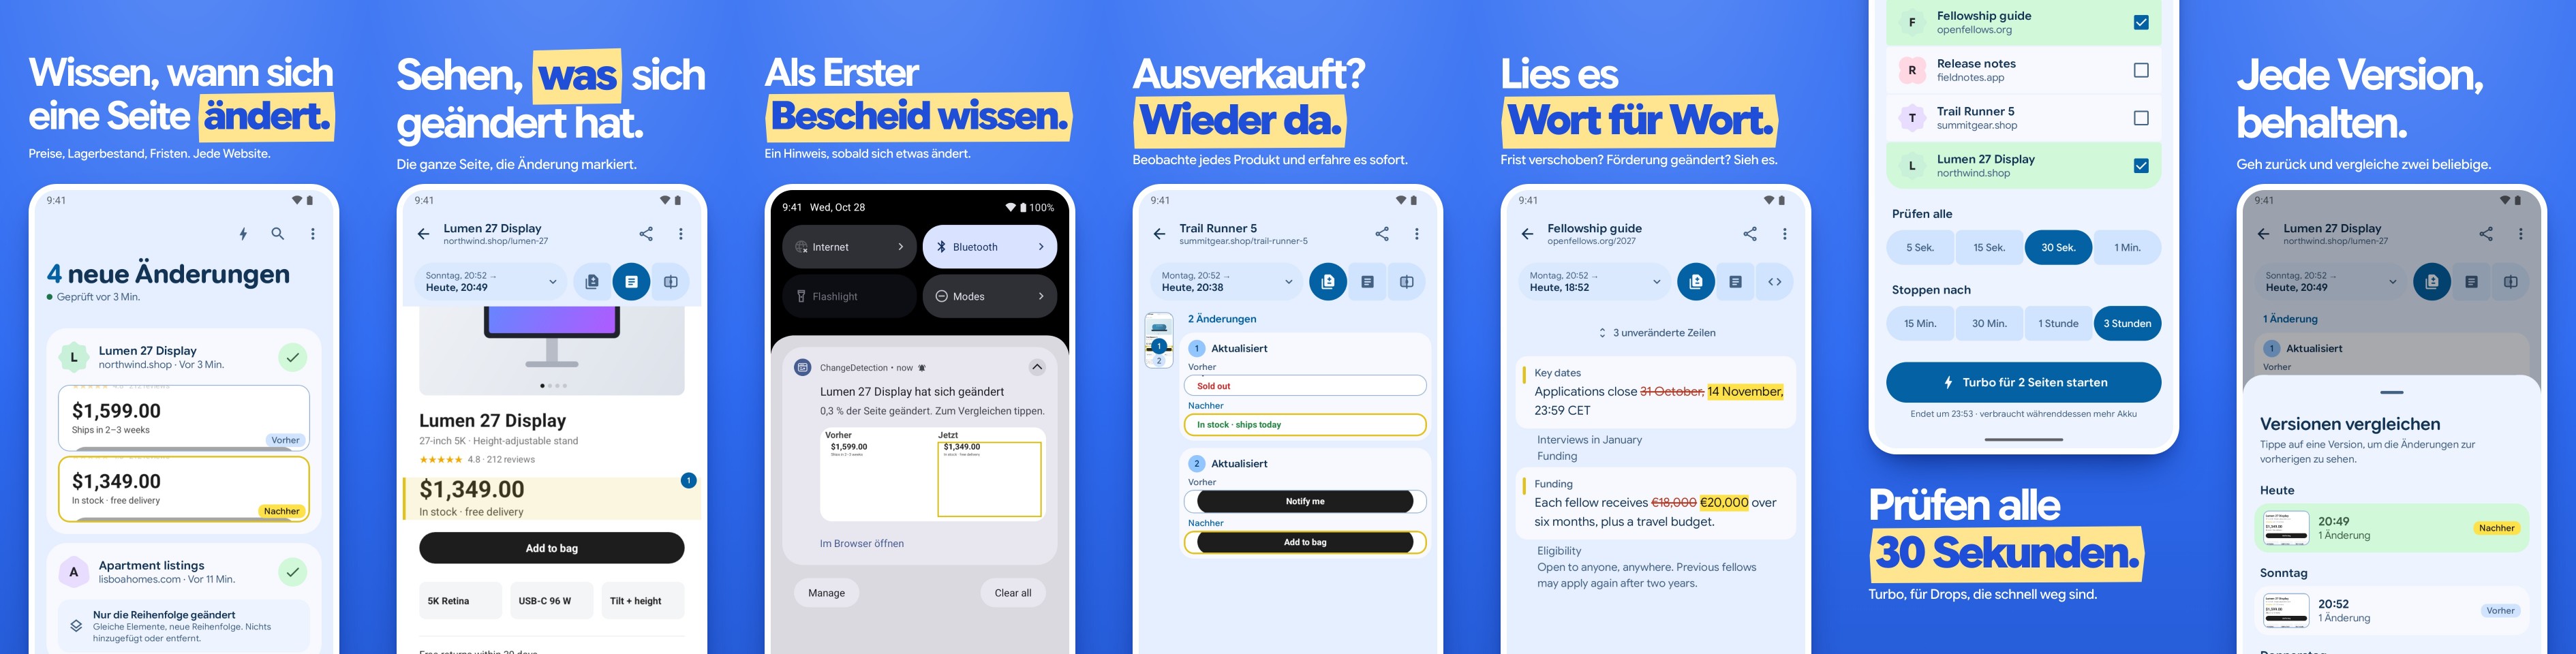 Wissen, wann sich
eine Seite ändert.
Preise, Lagerbestand, Fristen. Jede Website.
9:41
4 neue Änderungen
Geprüft vor 3 Min.
L
Lumen 27 Display
northwind.shop · Vor 3 Min.
$1,599.00
Ships in 2–3 weeks
Vorher
$1,349.00
In stock · free delivery
Nachher
A
Apartment listings
lisboahomes.com · Vor 11 Min.
Nur die Reihenfolge geändert
Gleiche Elemente, neue Reihenfolge. Nichts
hinzugefügt oder entfernt.
Sehen, was sich
geändert hat.
Die ganze Seite, die Änderung markiert.
9:41
Lumen 27 Display
northwind.shop/lumen-27
Sonntag, 20:52 →
Heute, 20:49
Lumen 27 Display
27-inch 5K · Height-adjustable stand
★★★★★ 4.8 · 212 reviews
$1,349.00
1
In stock · free delivery
Add to bag
5K Retina
USB-C 96 W
Tilt + height
Als Erster
Bescheid wissen.
Ein Hinweis, sobald sich etwas ändert.
9:41 Wed, Oct 28
100%
Internet
Bluetooth
Flashlight
Modes
ChangeDetection • now
Lumen 27 Display hat sich geändert
0,3 % der Seite geändert. Zum Vergleichen tippen.
Vorher
$1,599.00
Ships in 2–3 weeks
Jetzt
$1,349.00
In stock · free delivery
Im Browser öffnen
Manage
Clear all
Ausverkauft?
Wieder da.
Beobachte jedes Produkt und erfahre es sofort.
9:41
Trail Runner 5
summitgear.shop/trail-runner-5
Montag, 20:52 →
Heute, 20:38
2 Änderungen
1
2
1 Aktualisiert
Vorher
Sold out
Nachher
In stock · ships today
2 Aktualisiert
Vorher
Notify me
Nachher
Add to bag
Lies es
Wort für Wort.
Frist verschoben? Förderung geändert? Sieh es.
9:41
Fellowship guide
openfellows.org/2027
Montag, 20:52 →
Heute, 18:52
3 unveränderte Zeilen
Key dates
Applications close 31 October, 14 November,
23:59 CET
Interviews in January
Funding
Funding
Each fellow receives €18,000 €20,000 over
six months, plus a travel budget.
Eligibility
Open to anyone, anywhere. Previous fellows
may apply again after two years.
F
Fellowship guide
openfellows.org
R
Release notes
fieldnotes.app
T
Trail Runner 5
summitgear.shop
L
Lumen 27 Display
northwind.shop
Prüfen alle
5 Sek.
15 Sek.
30 Sek.
1 Min.
Stoppen nach
15 Min.
30 Min.
1 Stunde
3 Stunden
Turbo für 2 Seiten starten
Endet um 23:53 · verbraucht währenddessen mehr Akku
Prüfen alle
30 Sekunden.
Turbo, für Drops, die schnell weg sind.
Jede Version,
behalten.
Geh zurück und vergleiche zwei beliebige.
9:41
Lumen 27 Display
northwind.shop/lumen-27
Sonntag, 20:52 →
Heute, 20:49
1 Änderung
1 Aktualisiert
Vorher
Versionen vergleichen
Tippe auf eine Version, um die Änderungen zur
vorherigen zu sehen.
Heute
20:49
1 Änderung
Nachher
Sonntag
20:52
1 Änderung
Vorher